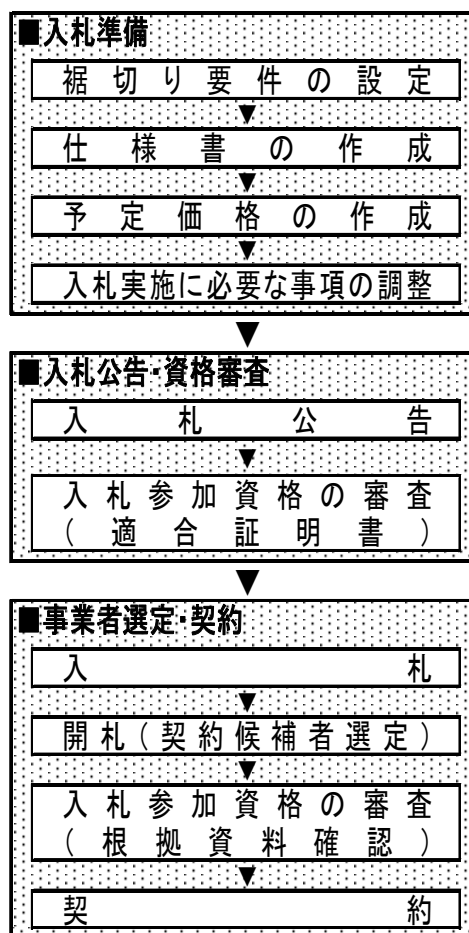 ■入札準備
裾切り要件の設定
▼
仕様書の作成
▼
予定価格の作成
▼
入札実施に必要な事項の調整
▼
■入札公告・資格審査
入札公告
▼
入札参加資格の審査
(適合証明書)
▼
■事業者選定・契約
入札
▼
開札(契約候補者選定)
▼
入札参加資格の審査
(根拠資料確認)
▼
契約